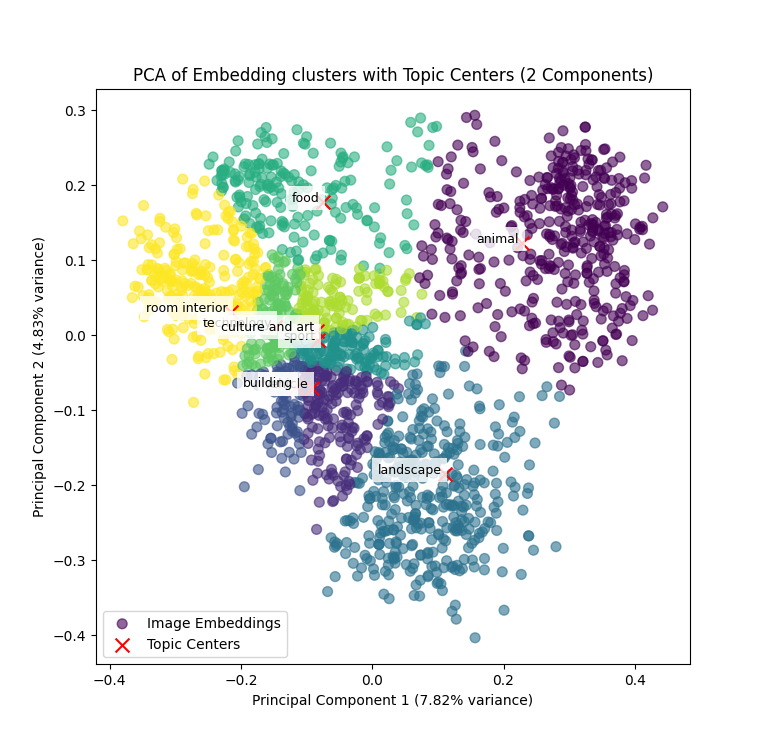 PCA of Embedding clusters with Topic Centers (2 Components)
Principal Component 2 (4.83% variance)
0.3
0.2
0.1
0.0
−0.1
−0.2
−0.3
−0.4
food
animal
room interior
culture and art
sport
building
landscape
Image Embeddings
Topic Centers
−0.4
−0.2
0.0
0.2
0.4
Principal Component 1 (7.82% variance)